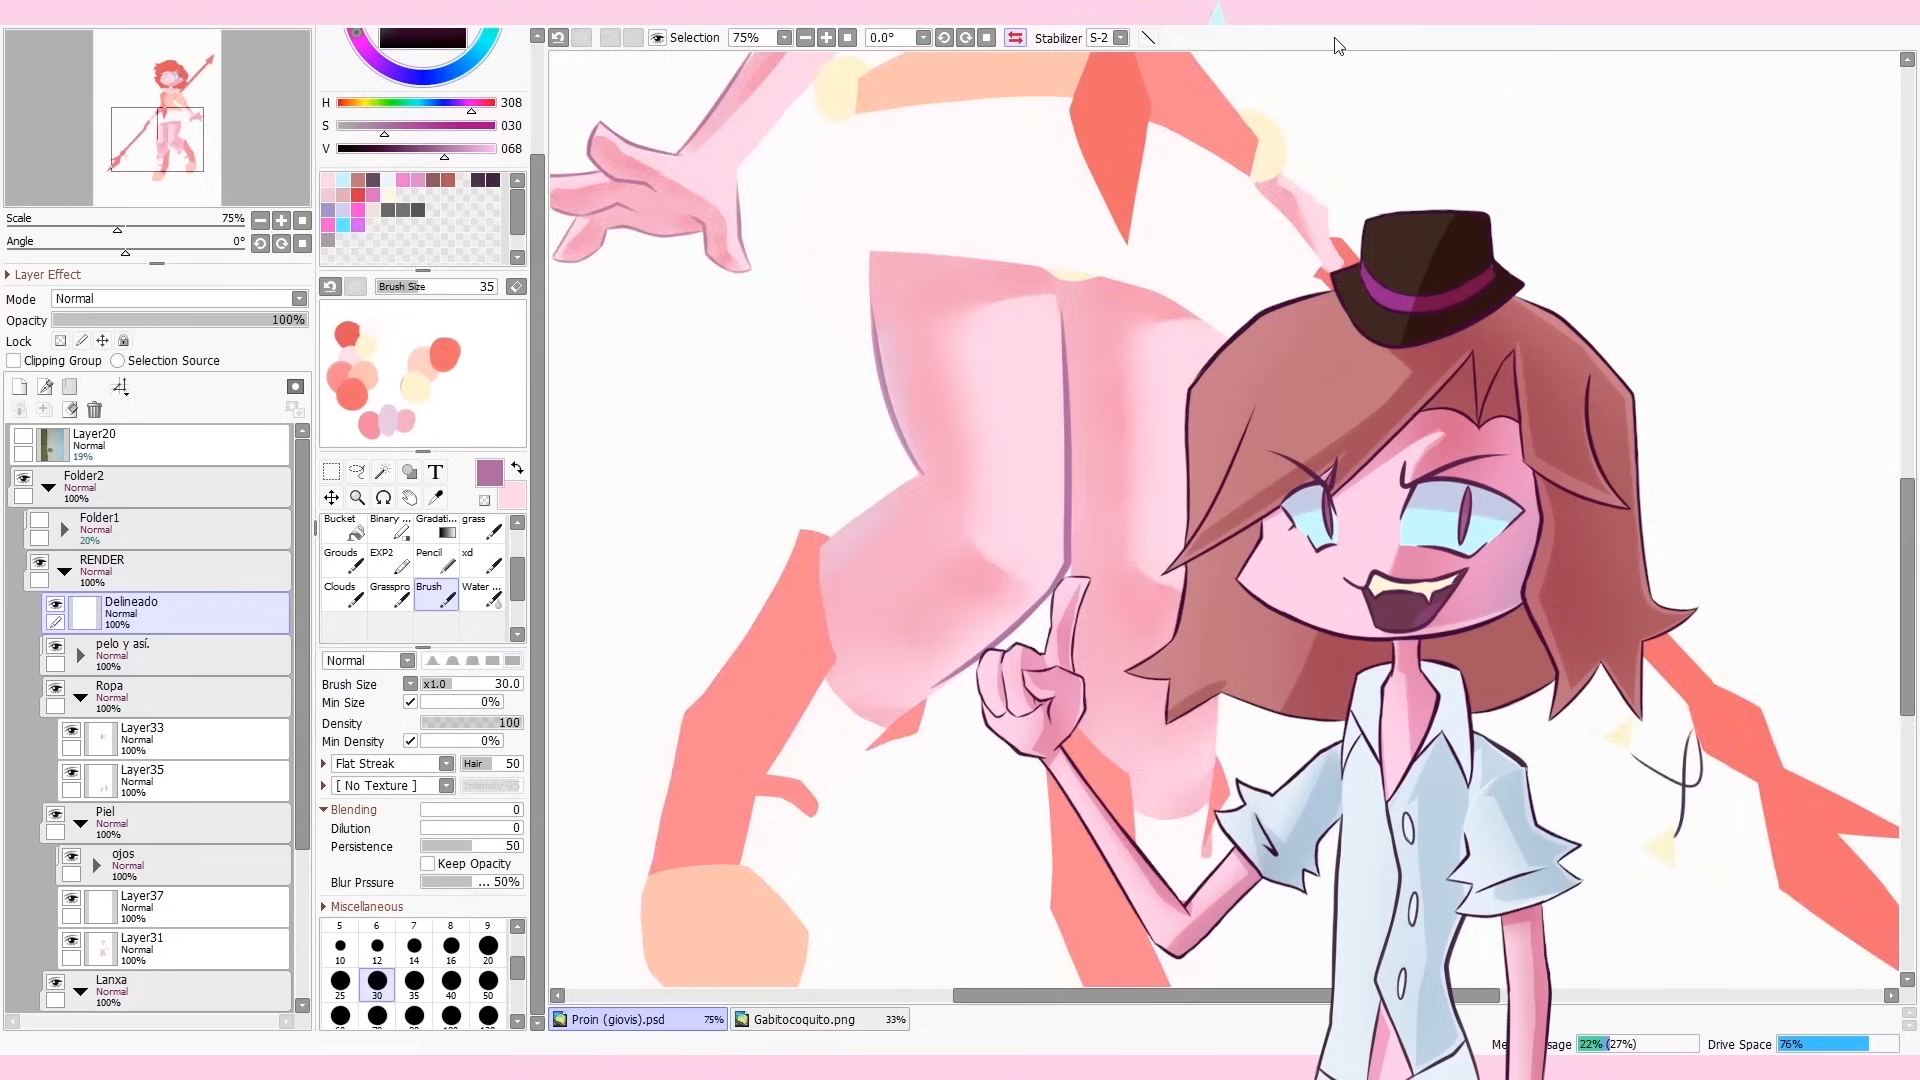 Selection 75% 0.0° Stabilizer S-2
H 308
S 030
V 068
Scale 75%
Angle 0°
Layer Effect
Mode Normal
Opacity 100%
Lock
Clipping Group Selection Source
Brush Size 35
Layer20
Normal
19%
Folder2
Normal
100%
Folder1
Normal
20%
RENDER
Normal
100%
Delineado
Normal
100%
pelo y así.
Normal
100%
Ropa
Normal
100%
Layer33
Normal
100%
Layer35
Normal
100%
Piel
Normal
100%
ojos
Normal
100%
Layer37
Normal
100%
Layer31
Normal
100%
Lanxa
Normal
100%
T
Bucket Binary ... Gradati... grass
Grouds EXP2 Pencil xd
Clouds Grasspro Brush Water ...
Normal
Brush Size x1.0 30.0
Min Size 0%
Density 100
Min Density 0%
Flat Streak Hair 50
[ No Texture ] Intensity 95
Blending 0
Dilution 0
Persistence 50
Keep Opacity
Blur Prssure ... 50%
Miscellaneous
5 6 7 8 9
10 12 14 16 20
25 30 35 40 50
Proin (giovis).psd 75% Gabitocoquito.png 33%
22% (27%) Drive Space 76%